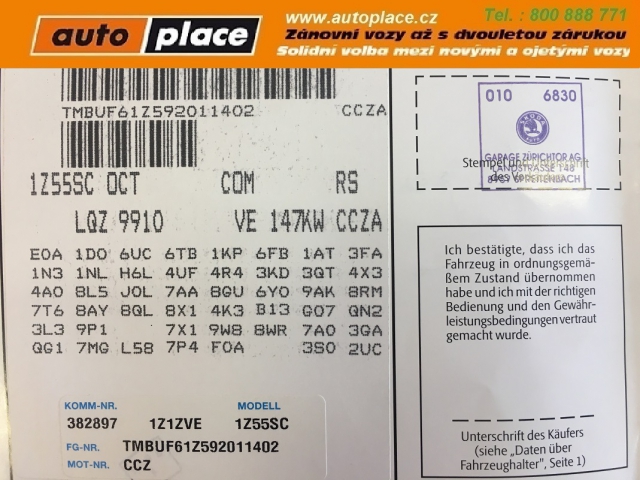 www.autoplace.cz
Tel. : 800 888 771
auto place
Zánovní vozy až s dvouletou zárukou
Solidní volba mezi novými a ojetými vozy
TMBUF61Z592011402 CCZA
1Z55SC OCT COM RS
LQZ 9910 VE 147KW CCZA
E0A 1D0 6UC 6TB 1KP 6FB 1AT 3FA
1N3 1NL H6L 4UF 4R4 3KD 3QT 4X3
4A0 8L5 J0L 7AA 8GU 6Y0 9AK 8RM
7T6 8AY 8QL 8X1 4K3 B13 G07 QN2
3L3 9P1 7X1 9W8 8WR 7A0 3GA
QG1 7MG L58 7P4 F0A 3S0 2UC
KOMM-NR. MODELL
382897 1Z1ZVE 1Z55SC
FG-NR. TMBUF61Z592011402
MOT-NR. CCZ
010 6830
SKODA
GARAGE ZÜRICHTOR AG
Stempel und
LANDSTRASSE 148
des
8957 SPREITENBACH
Ich bestätigte, dass ich das
Fahrzeug in ordnungsgemä-
ßem Zustand übernommen
habe und ich mit der richtigen
Bedienung und den Gewähr-
leistungsbedingungen vertraut
gemacht wurde.
Unterschrift des Käufers
(siehe „Daten über
Fahrzeughalter", Seite 1)